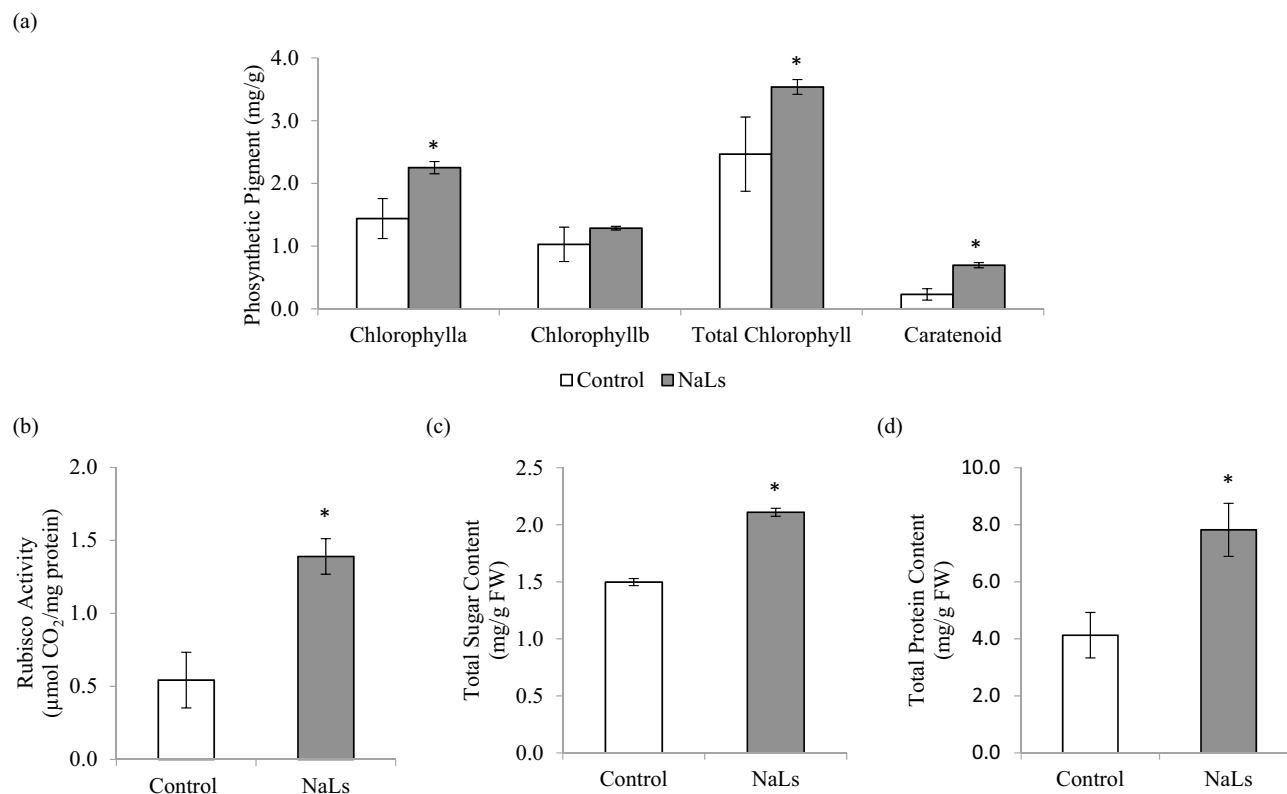 (a)
Phosynthetic Pigment (mg/g)
4.0
3.0
2.0
1.0
0.0
*
*
*
Chlorophylla
Chlorophyllb
Total Chlorophyll
Caratenoid
Control
NaLs
(b)
Rubisco Activity
(µmol CO₂/mg protein)
2.0
1.5
1.0
0.5
0.0
*
Control
NaLs
(c)
Total Sugar Content
(mg/g FW)
2.5
2.0
1.5
1.0
0.5
0.0
*
Control
NaLs
(d)
Total Protein Content
(mg/g FW)
10.0
8.0
6.0
4.0
2.0
0.0
*
Control
NaLs